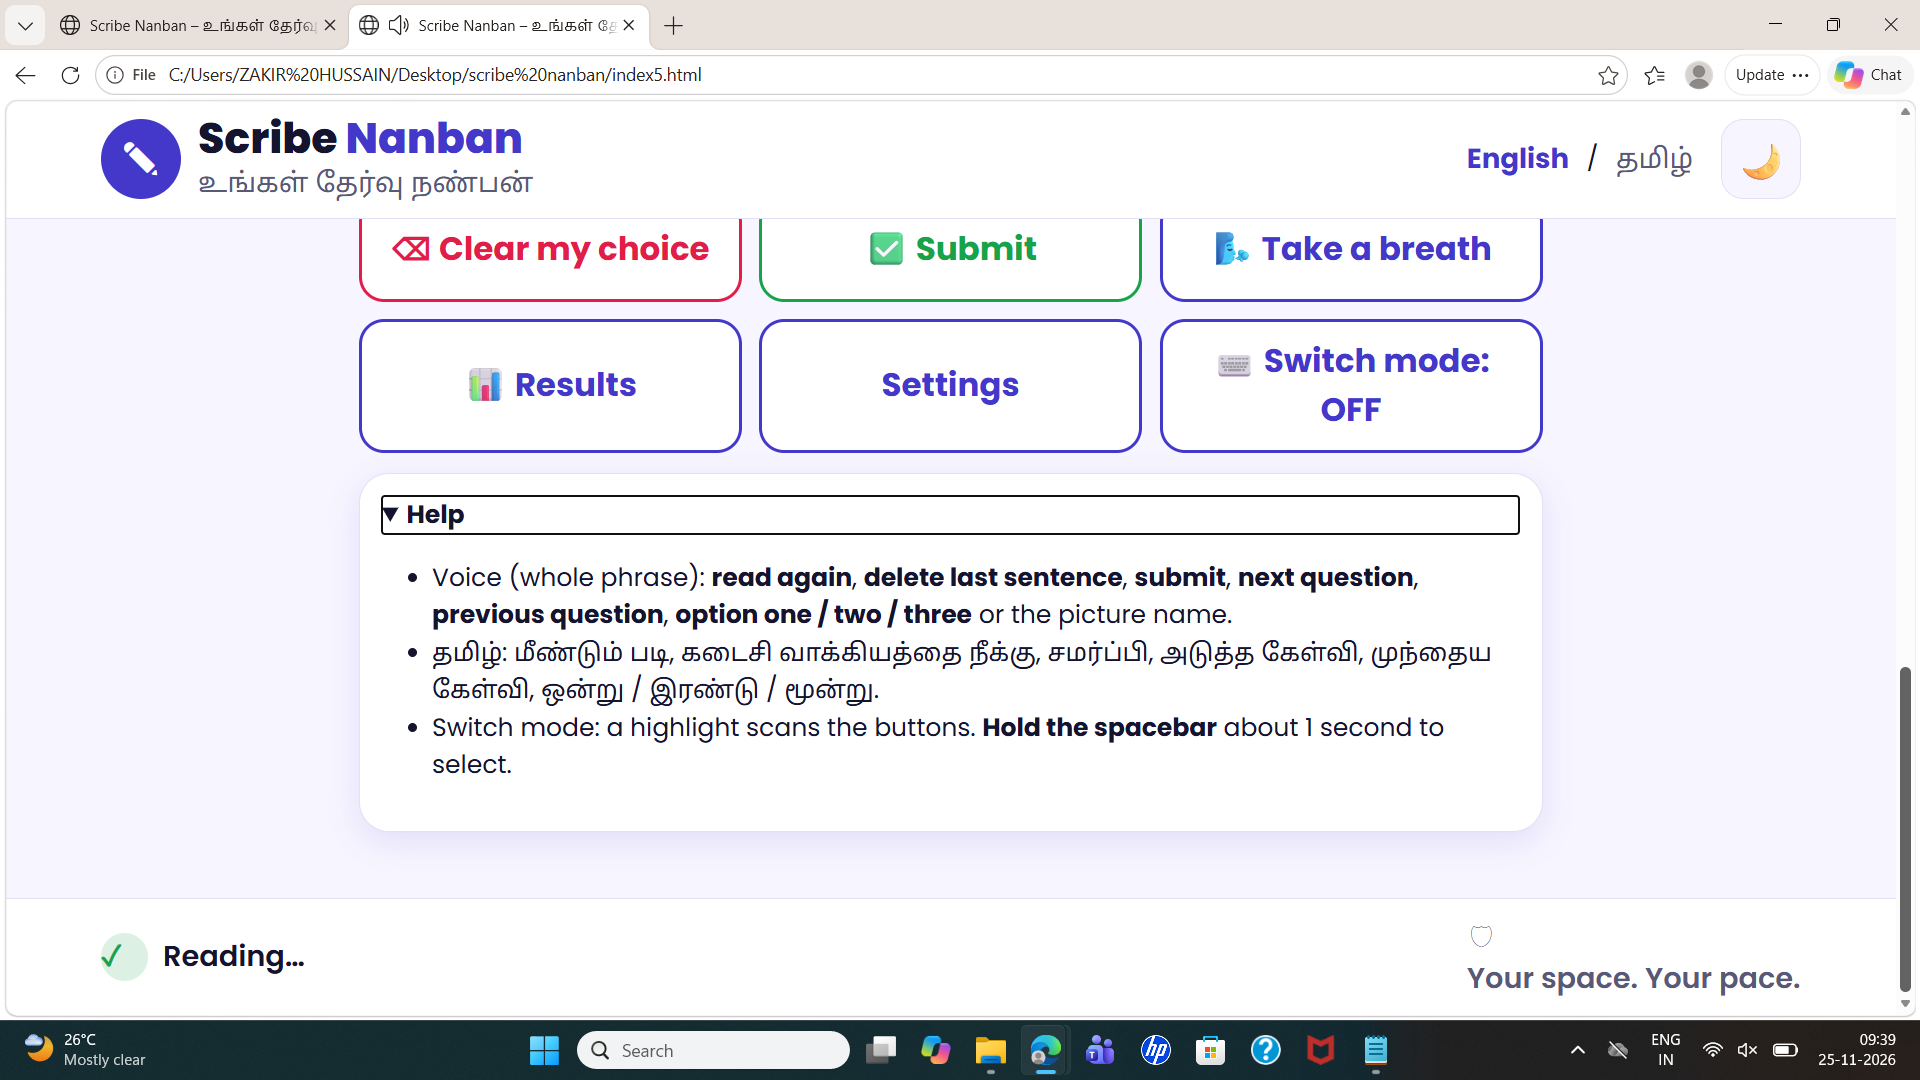 Scribe Nanban – உங்கள் தேர்வு
Scribe Nanban – உங்கள் தே
File C:/Users/ZAKIR%20HUSSAIN/Desktop/scribe%20nanban/index5.html
Update
Chat
Scribe Nanban
உங்கள் தேர்வு நண்பன்
English / தமிழ்
Clear my choice
Submit
Take a breath
Results
Settings
Switch mode:
OFF
Help
Voice (whole phrase): read again, delete last sentence, submit, next question,
previous question, option one / two / three or the picture name.
தமிழ்: மீண்டும் படி, கடைசி வாக்கியத்தை நீக்கு, சமர்ப்பி, அடுத்த கேள்வி, முந்தைய
கேள்வி, ஒன்று / இரண்டு / மூன்று.
Switch mode: a highlight scans the buttons. Hold the spacebar about 1 second to
select.
Reading...
Your space. Your pace.
26°C
Mostly clear
Search
hp
ENG
IN
09:39
25-11-2026